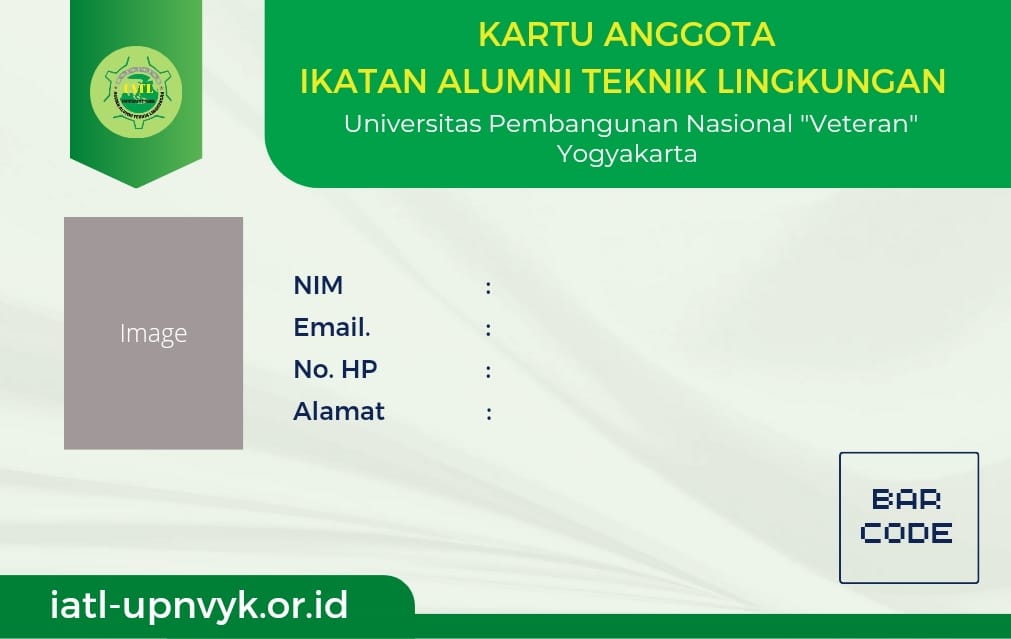 KARTU ANGGOTA
IKATAN ALUMNI TEKNIK LINGKUNGAN
Universitas Pembangunan Nasional "Veteran"
Yogyakarta
IATL
Image
NIM :
Email. :
No. HP :
Alamat :
BAR
CODE
iatl-upnvyk.or.id